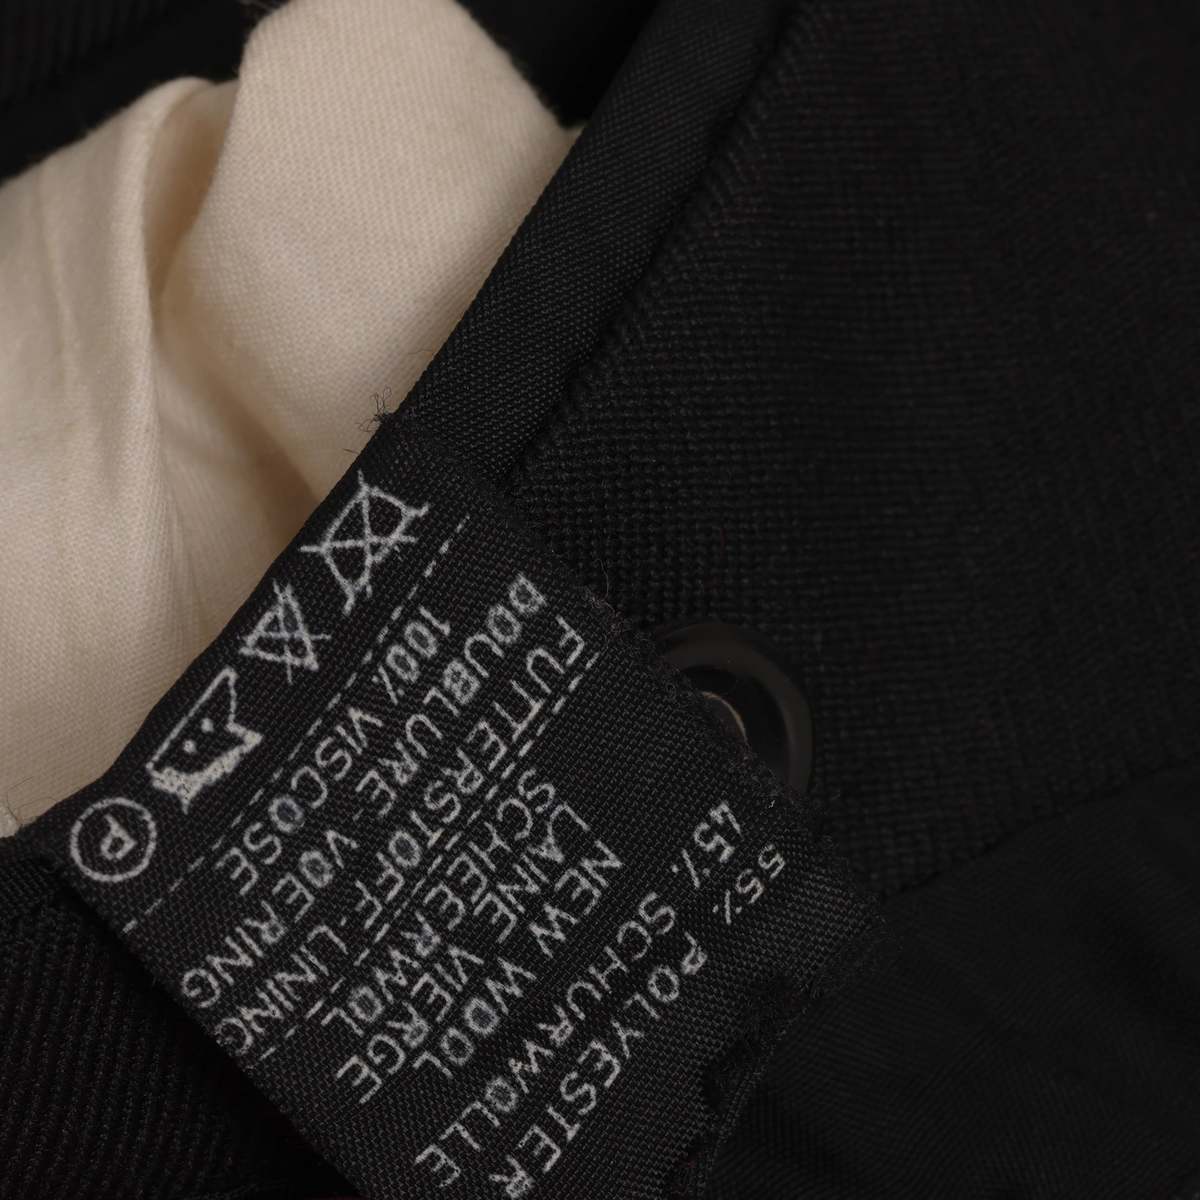 55% POLYESTER
45% SCHURWOLLE
NEW WOOL
LAINE VIERGE
SCHEERWOL
FUTTERSTOFF-LINING
DOUBLURE-VOERING
100% VISCOSE
P